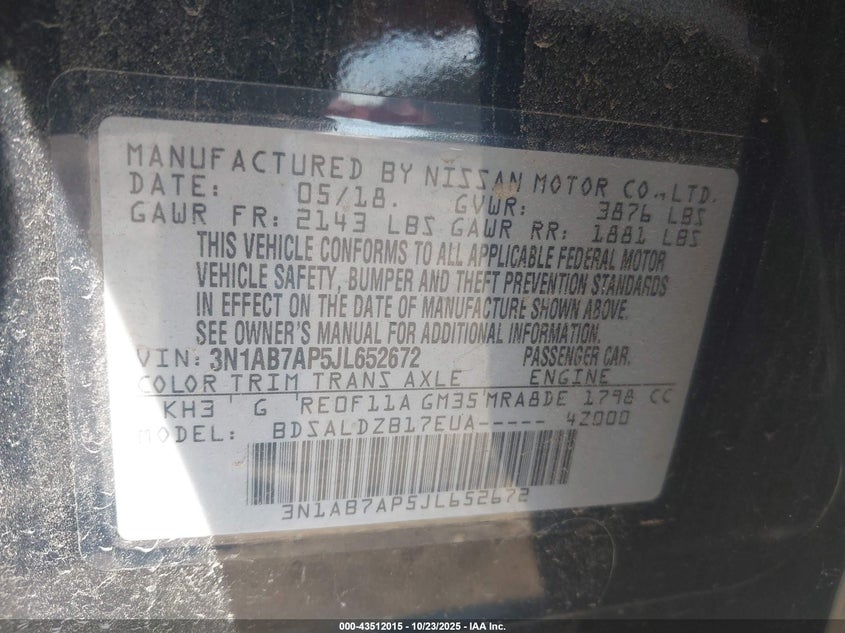 MANUFACTURED BY NISSAN MOTOR CO., LTD.
DATE: 05/18. GVWR: 3876 LBS
GAWR FR: 2143 LBS GAWR RR: 1881 LBS
THIS VEHICLE CONFORMS TO ALL APPLICABLE FEDERAL MOTOR
VEHICLE SAFETY, BUMPER AND THEFT PREVENTION STANDARDS
IN EFFECT ON THE DATE OF MANUFACTURE SHOWN ABOVE.
SEE OWNER'S MANUAL FOR ADDITIONAL INFORMATION.
VIN: 3N1AB7AP5JL652672 PASSENGER CAR.
COLOR TRIM TRANS AXLE ENGINE
KH3 G RE0F11A GM35 MRA8DE 1798 CC
MODEL: BDSALDZB17EUA----- 4Z000
3N1AB7AP5JL652672
000-43512015 - 10/23/2025 - IAA Inc.